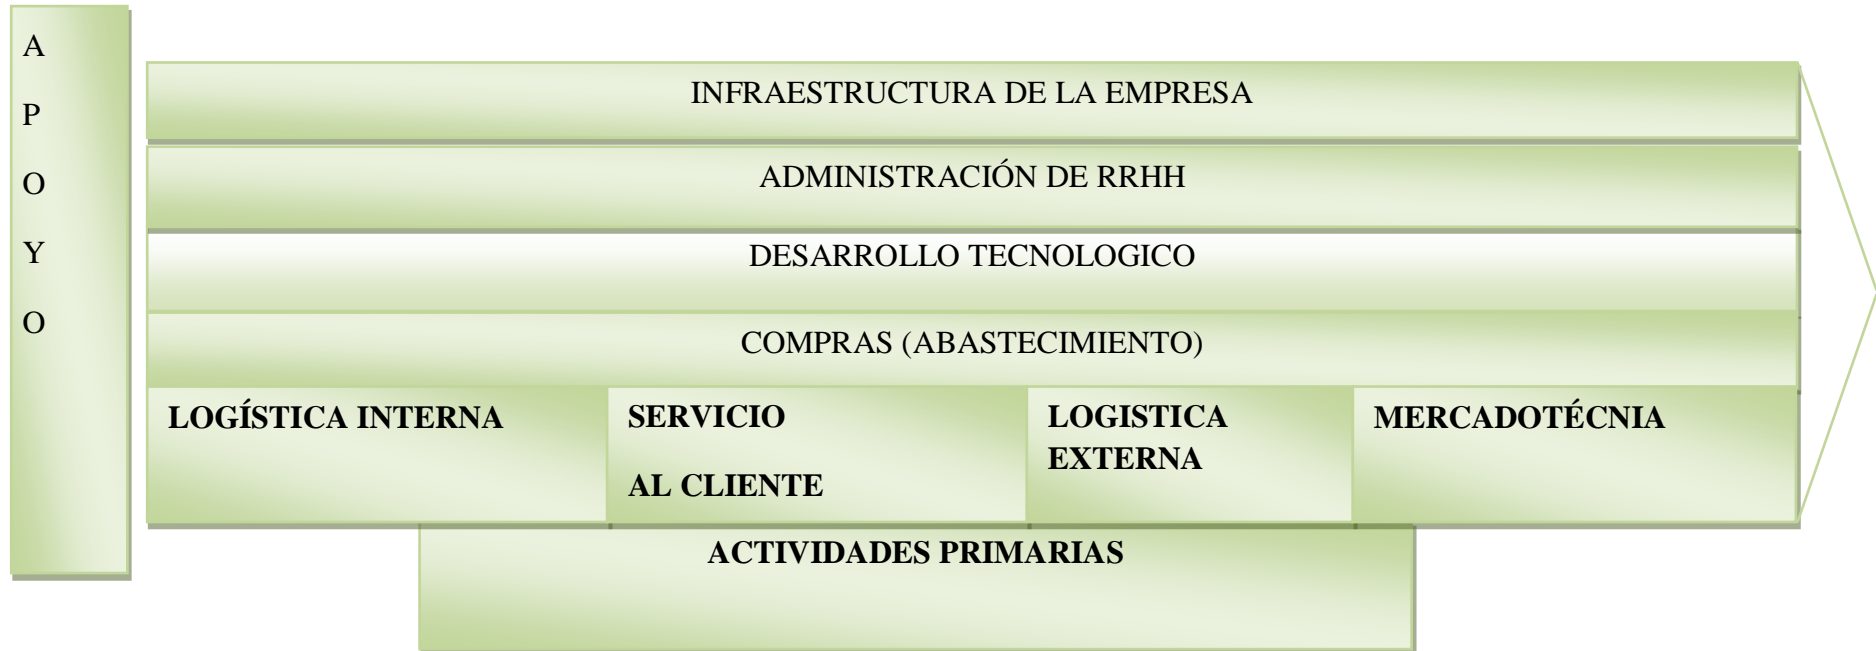 A
P
O
Y
O
INFRAESTRUCTURA DE LA EMPRESA
ADMINISTRACIÓN DE RRHH
DESARROLLO TECNOLOGICO
COMPRAS (ABASTECIMIENTO)
LOGÍSTICA INTERNA
SERVICIO
AL CLIENTE
LOGISTICA
EXTERNA
MERCADOTÉCNIA
ACTIVIDADES PRIMARIAS